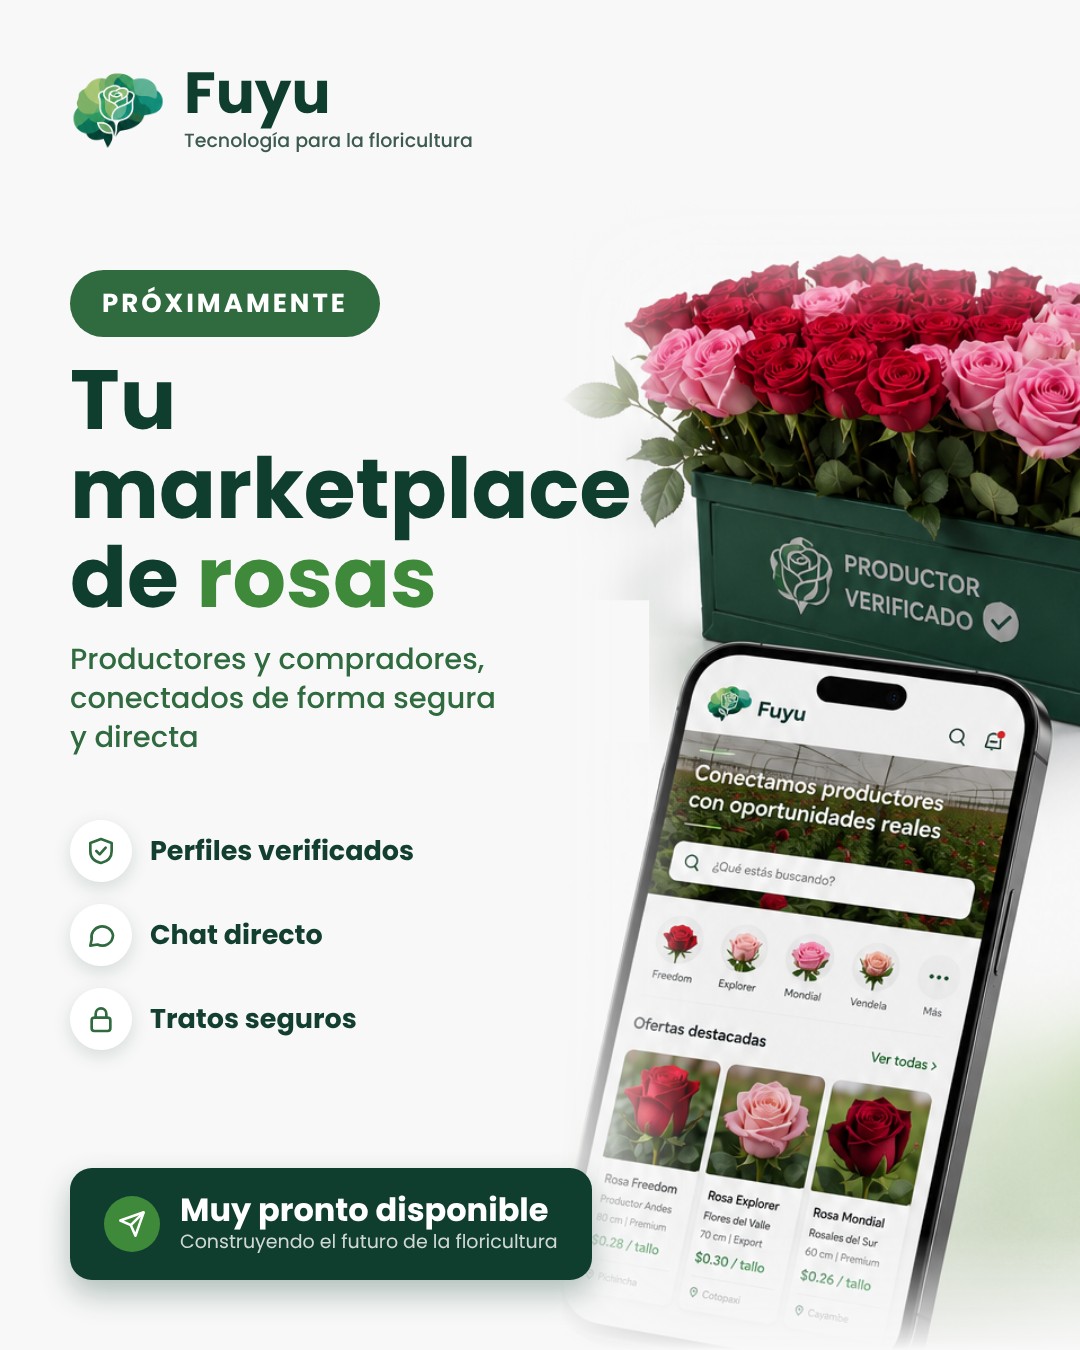 Fuyu
Tecnología para la floricultura
PRÓXIMAMENTE
Tu
marketplace
de rosas
Productores y compradores,
conectados de forma segura
y directa
Perfiles verificados
Chat directo
Tratos seguros
Muy pronto disponible
Construyendo el futuro de la floricultura
PRODUCTOR
VERIFICADO
Fuyu
Conectamos productores
con oportunidades reales
¿Qué estás buscando?
Freedom
Explorer
Mondial
Vendela
Más
Ofertas destacadas
Ver todas >
Rosa Freedom
Productor Andes
80 cm | Premium
$0.28 / tallo
Pichincha
Rosa Explorer
Flores del Valle
70 cm | Export
$0.30 / tallo
Cotopaxi
Rosa Mondial
Rosales del Sur
60 cm | Premium
$0.26 / tallo
Cayambe